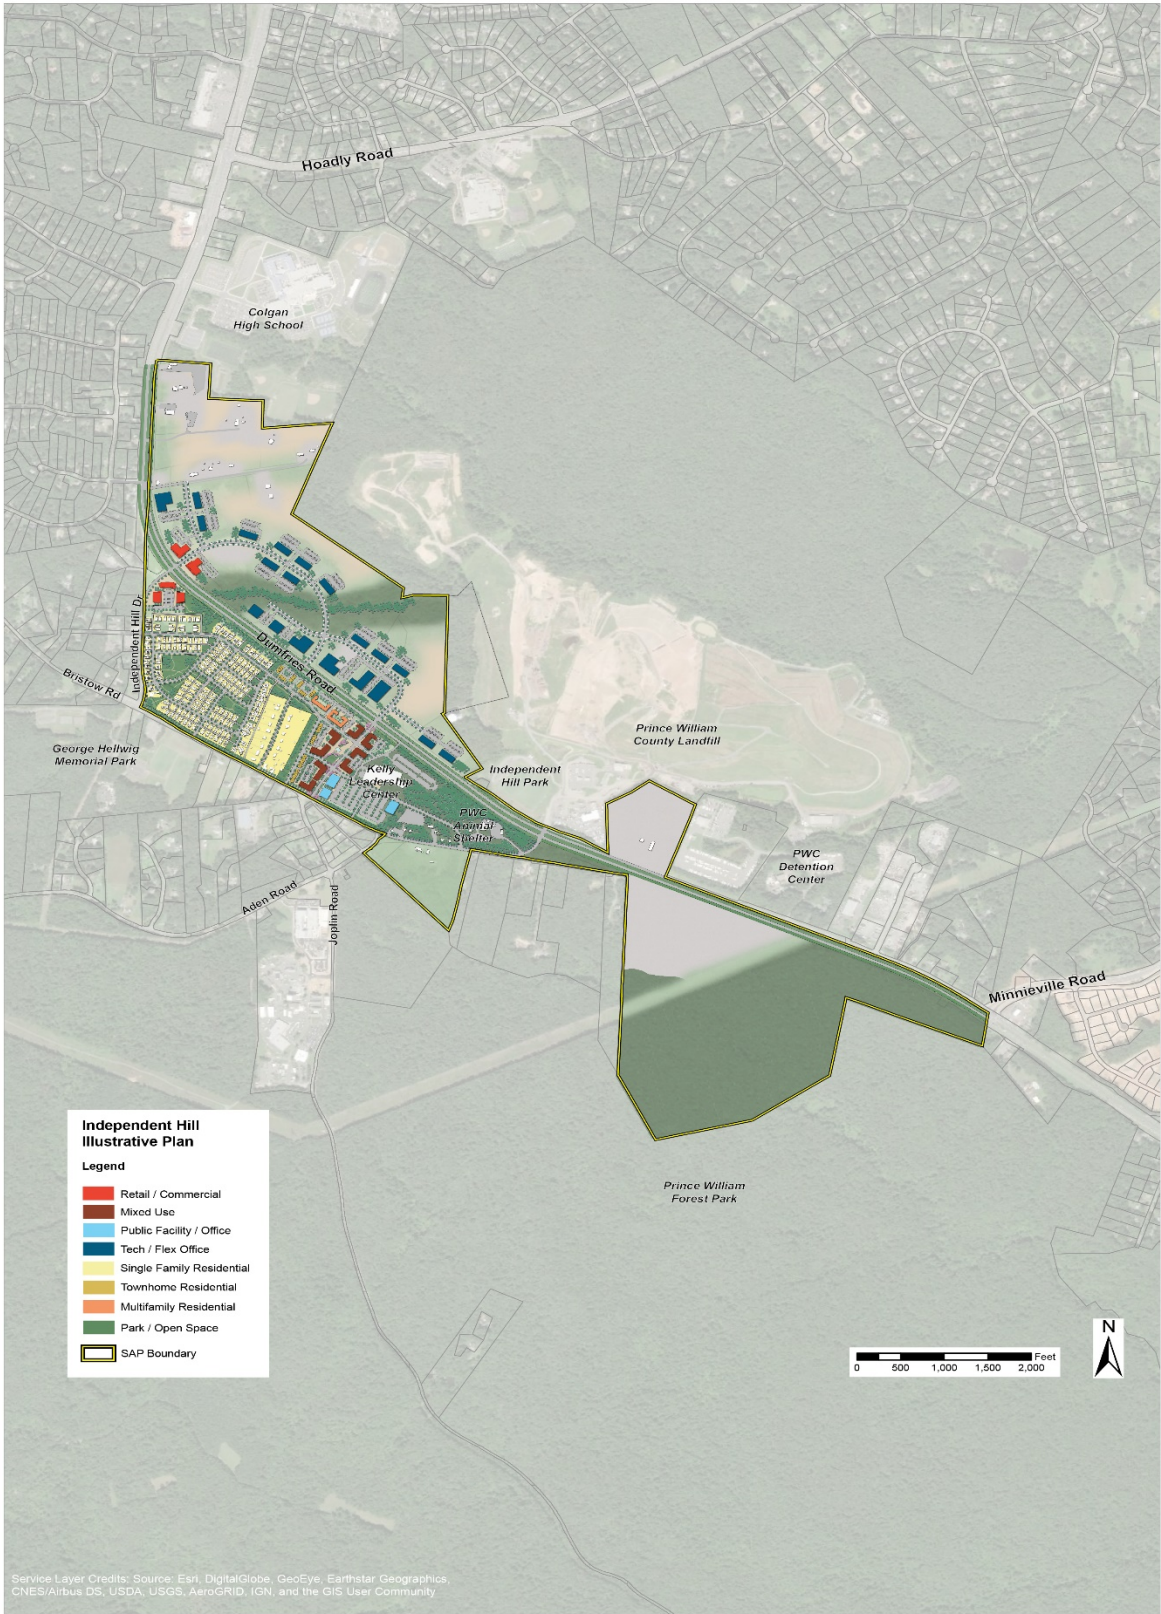 Hoadly Road
Colgan
High School
Independent Hill Dr
Bristow Rd
Dumfries Road
George Hellwig
Memorial Park
Kelly
Leadership
Center
Independent
Hill Park
Prince William
County Landfill
PWC
Animal
Shelter
PWC
Detention
Center
Aden Road
Joplin Road
Minnieville Road
Prince William
Forest Park
Independent Hill
Illustrative Plan
Legend
Retail / Commercial
Mixed Use
Public Facility / Office
Tech / Flex Office
Single Family Residential
Townhome Residential
Multifamily Residential
Park / Open Space
SAP Boundary
N
Feet
0 500 1,000 1,500 2,000
Service Layer Credits: Source: Esri, DigitalGlobe, GeoEye, Earthstar Geographics,
CNES/Airbus DS, USDA, USGS, AeroGRID, IGN, and the GIS User Community